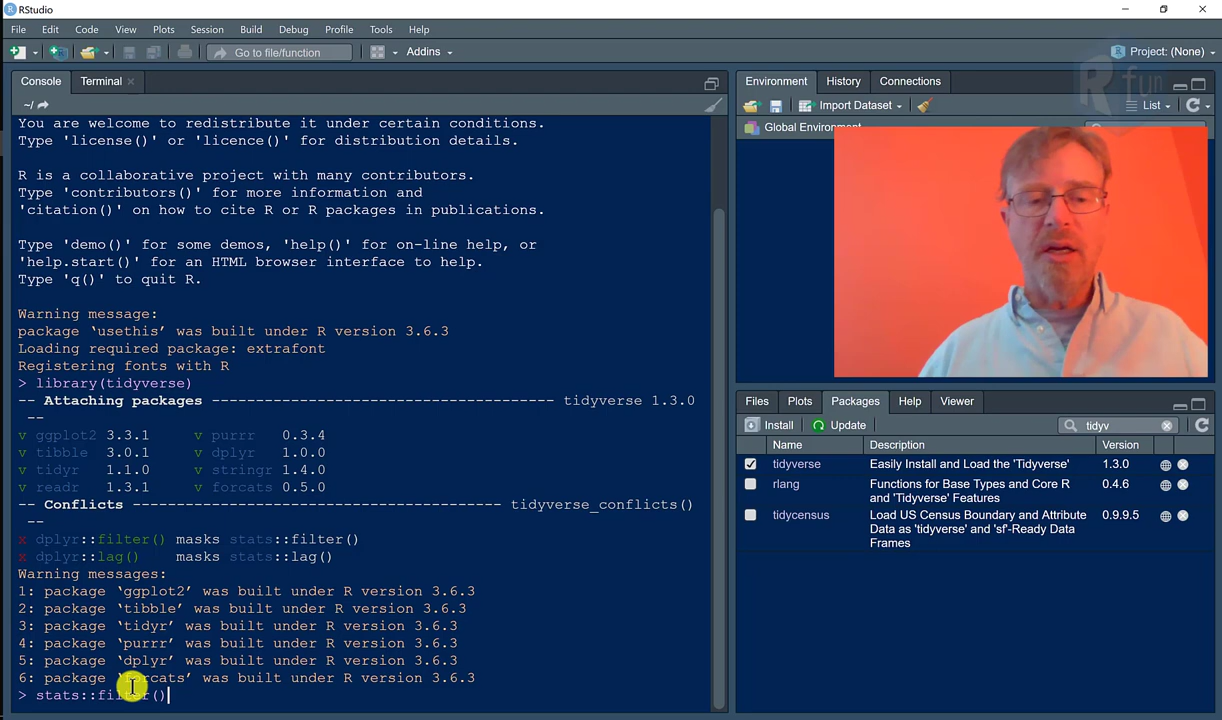 RStudio
File Edit Code View Plots Session Build Debug Profile Tools Help
Go to file/function Addins Project: (None)
R fun
Console Terminal
~/
You are welcome to redistribute it under certain conditions.
Type 'license()' or 'licence()' for distribution details.
R is a collaborative project with many contributors.
Type 'contributors()' for more information and
'citation()' on how to cite R or R packages in publications.
Type 'demo()' for some demos, 'help()' for on-line help, or
'help.start()' for an HTML browser interface to help.
Type 'q()' to quit R.
Warning message:
package ‘usethis’ was built under R version 3.6.3
Loading required package: extrafont
Registering fonts with R
> library(tidyverse)
-- Attaching packages --------------------------------------- tidyverse 1.3.0
--
v ggplot2 3.3.1 v purrr 0.3.4
v tibble 3.0.1 v dplyr 1.0.0
v tidyr 1.1.0 v stringr 1.4.0
v readr 1.3.1 v forcats 0.5.0
-- Conflicts ------------------------------------------ tidyverse_conflicts()
--
x dplyr::filter() masks stats::filter()
x dplyr::lag() masks stats::lag()
Warning messages:
1: package ‘ggplot2’ was built under R version 3.6.3
2: package ‘tibble’ was built under R version 3.6.3
3: package ‘tidyr’ was built under R version 3.6.3
4: package ‘purrr’ was built under R version 3.6.3
5: package ‘dplyr’ was built under R version 3.6.3
6: package ‘forcats’ was built under R version 3.6.3
> stats::filter()
Environment History Connections
Import Dataset List
Global Environment
Files Plots Packages Help Viewer
Install Update tidyv
Name Description Version
tidyverse Easily Install and Load the 'Tidyverse' 1.3.0
rlang Functions for Base Types and Core R 0.4.6
and 'Tidyverse' Features
tidycensus Load US Census Boundary and Attribute 0.9.9.5
Data as 'tidyverse' and 'sf'-Ready Data
Frames